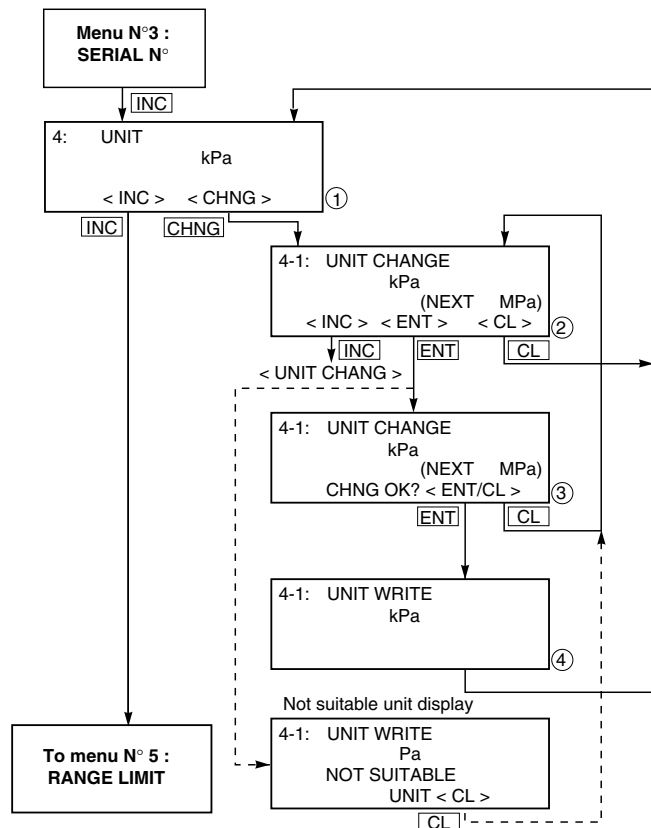 Menu N°3 :
SERIAL N°
INC
4: UNIT
kPa
< INC > < CHNG >
1
INC CHNG
4-1: UNIT CHANGE
kPa
(NEXT MPa)
< INC > < ENT > < CL >
2
INC ENT CL
< UNIT CHANG >
4-1: UNIT CHANGE
kPa
(NEXT MPa)
CHNG OK? < ENT/CL >
3
ENT CL
4-1: UNIT WRITE
kPa
4
Not suitable unit display
4-1: UNIT WRITE
Pa
NOT SUITABLE
UNIT < CL >
CL
To menu N° 5 :
RANGE LIMIT